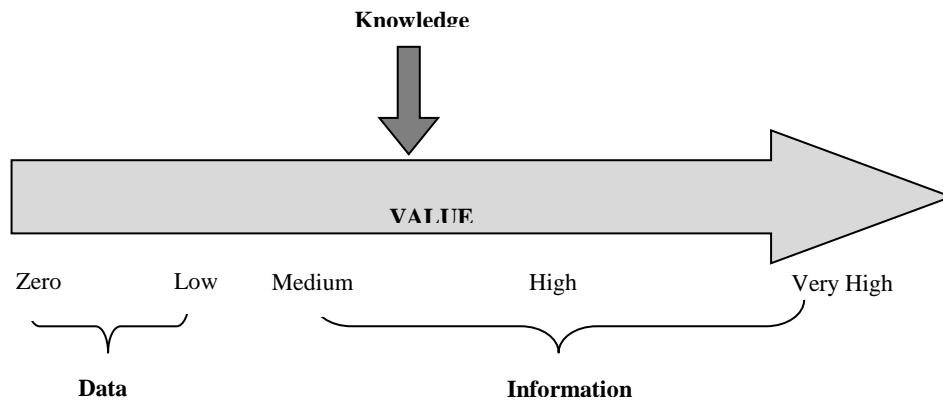 Knowledge
VALUE
Zero Low Medium High Very High
Data Information